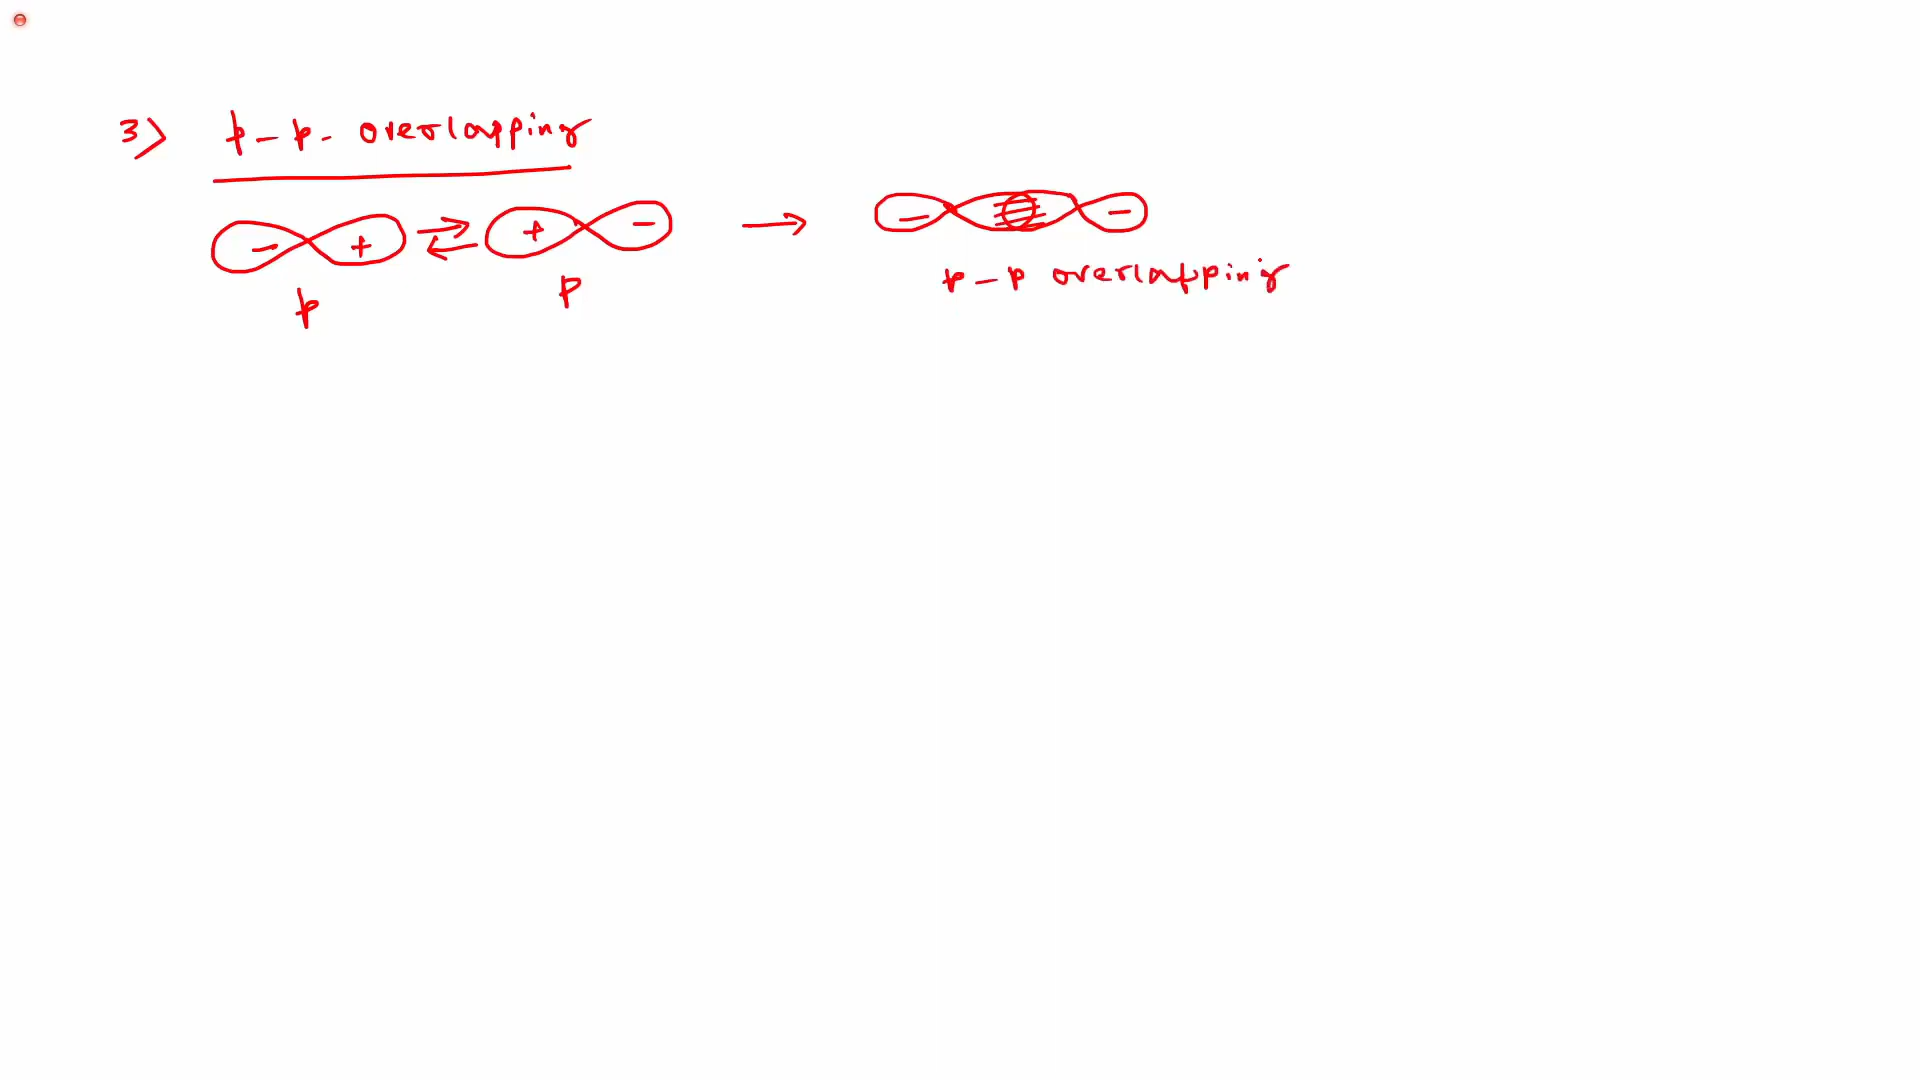 3) p-p- overlapping
- + + - - -
p p
p-p overlapping